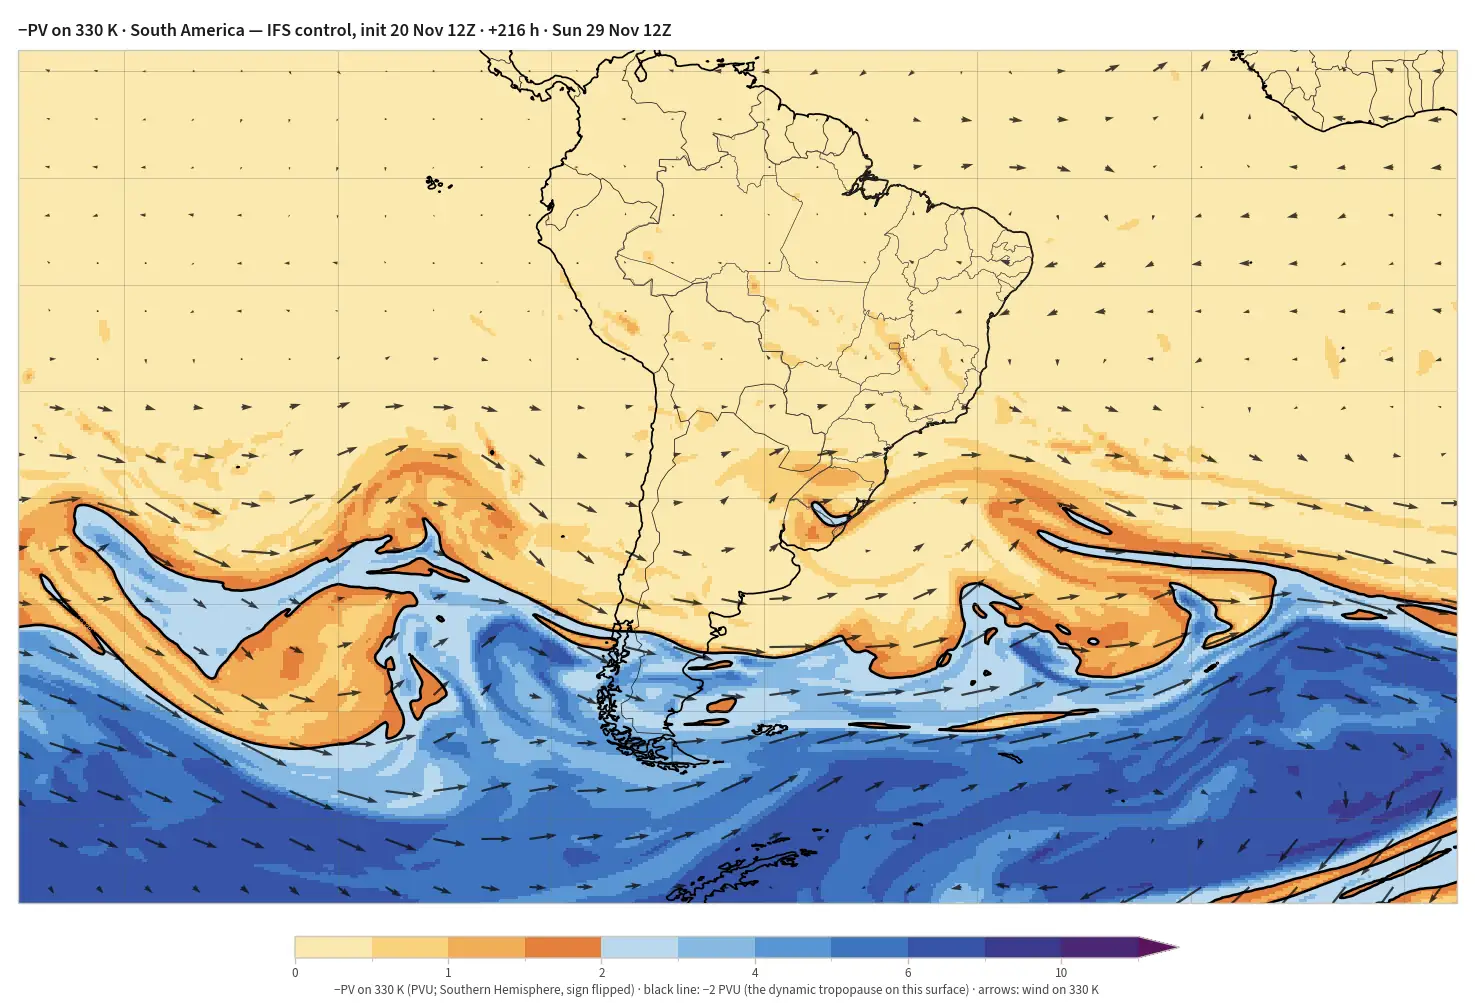 −PV on 330 K · South America — IFS control, init 20 Nov 12Z · +216 h · Sun 29 Nov 12Z
0 1 2 4 6 10
−PV on 330 K (PVU; Southern Hemisphere, sign flipped) · black line: −2 PVU (the dynamic tropopause on this surface) · arrows: wind on 330 K